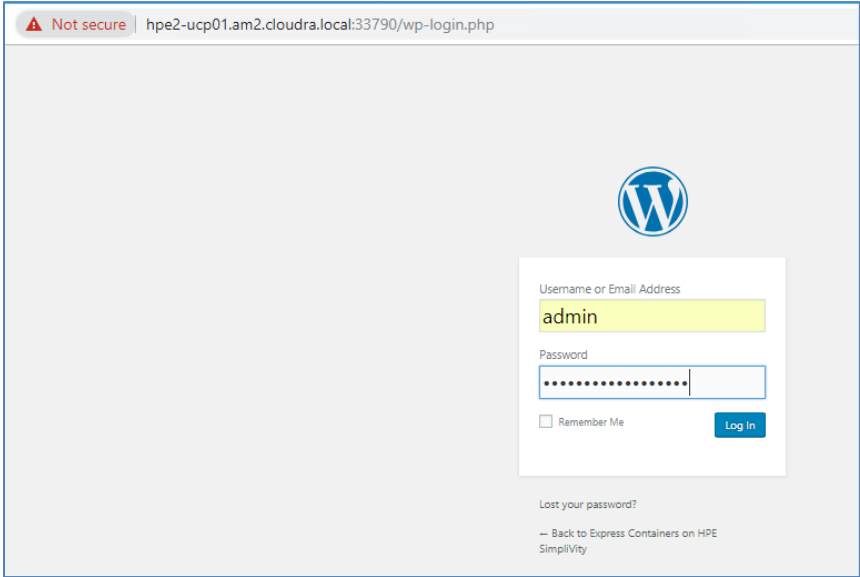 Not secure hpe2-ucp01.am2.cloudra.local:33790/wp-login.php
Username or Email Address
admin
Password
••••••••••••••••••
Remember Me
Log In
Lost your password?
← Back to Express Containers on HPE
SimpliVity